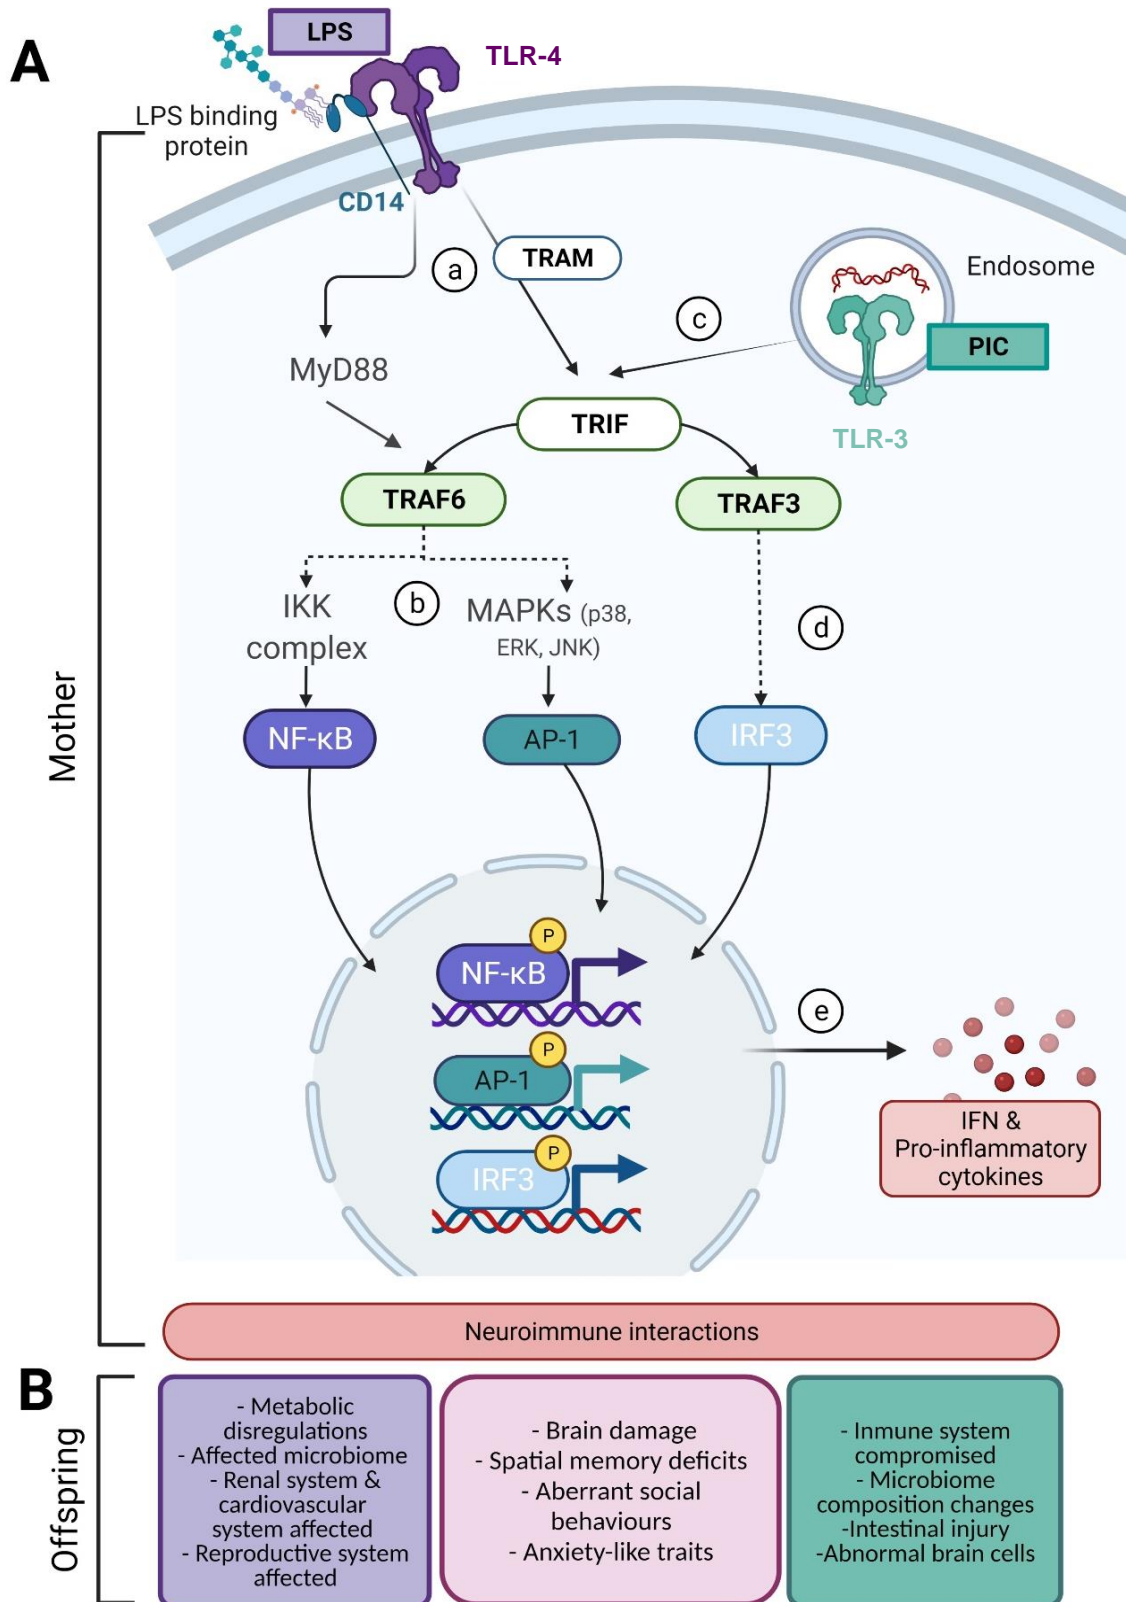 A
LPS
TLR-4
LPS binding
protein
CD14
a
TRAM
Endosome
c
PIC
MyD88
TRIF
TLR-3
TRAF6
TRAF3
IKK
complex
b
MAPKs (p38,
ERK, JNK)
d
NF-κB
AP-1
IRF3
Mother
P
NF-κB
P
AP-1
P
IRF3
e
IFN &
Pro-inflammatory
cytokines
Neuroimmune interactions
B
Offspring
- Metabolic
disregulations
- Affected microbiome
- Renal system &
cardiovascular
system affected
- Reproductive system
affected
- Brain damage
- Spatial memory deficits
- Aberrant social
behaviours
- Anxiety-like traits
- Inmune system
compromised
- Microbiome
composition changes
-Intestinal injury
-Abnormal brain cells